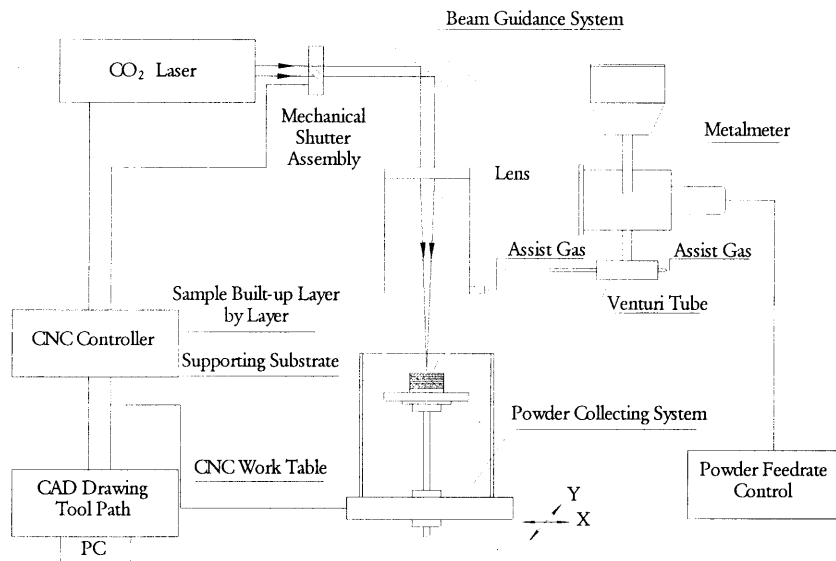 Beam Guidance System
CO₂ Laser
Mechanical
Shutter
Assembly
Metalmeter
Lens
Assist Gas
Assist Gas
Venturi Tube
Sample Built-up Layer
by Layer
CNC Controller
Supporting Substrate
Powder Collecting System
CNC Work Table
CAD Drawing
Tool Path
PC
Y
X
Powder Feedrate
Control